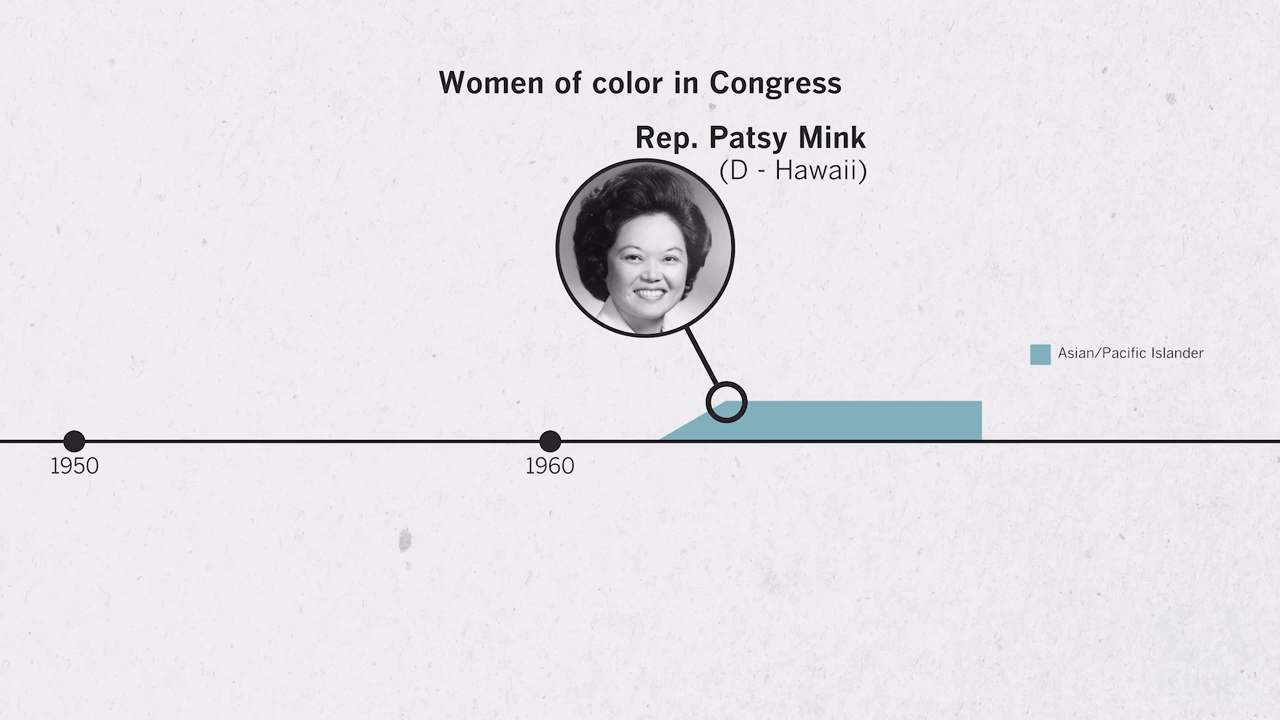 Women of color in Congress
Rep. Patsy Mink
(D - Hawaii)
Asian/Pacific Islander
1950
1960